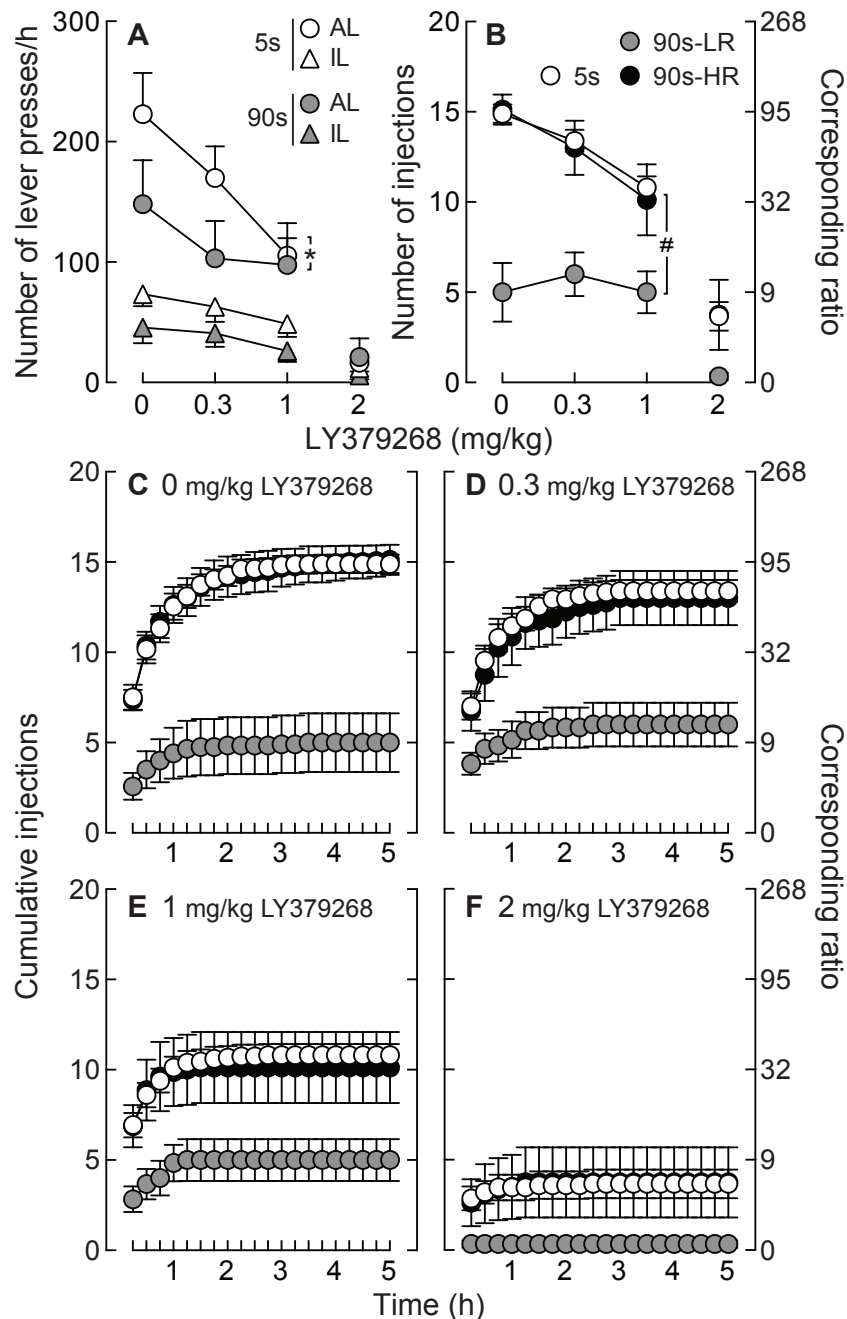 A
5s
AL
IL
90s
AL
IL
300
200
100
0
Number of lever presses/h
0 0.3 1 2
*
B
90s-LR
5s
90s-HR
20
15
10
5
0
Number of injections
268
95
32
9
0
Corresponding ratio
0 0.3 1 2
#
LY379268 (mg/kg)
C 0 mg/kg LY379268
20
15
10
5
0
1 2 3 4 5
D 0.3 mg/kg LY379268
268
95
32
9
0
1 2 3 4 5
Cumulative injections
Corresponding ratio
E 1 mg/kg LY379268
20
15
10
5
0
1 2 3 4 5
F 2 mg/kg LY379268
268
95
32
9
0
1 2 3 4 5
Time (h)